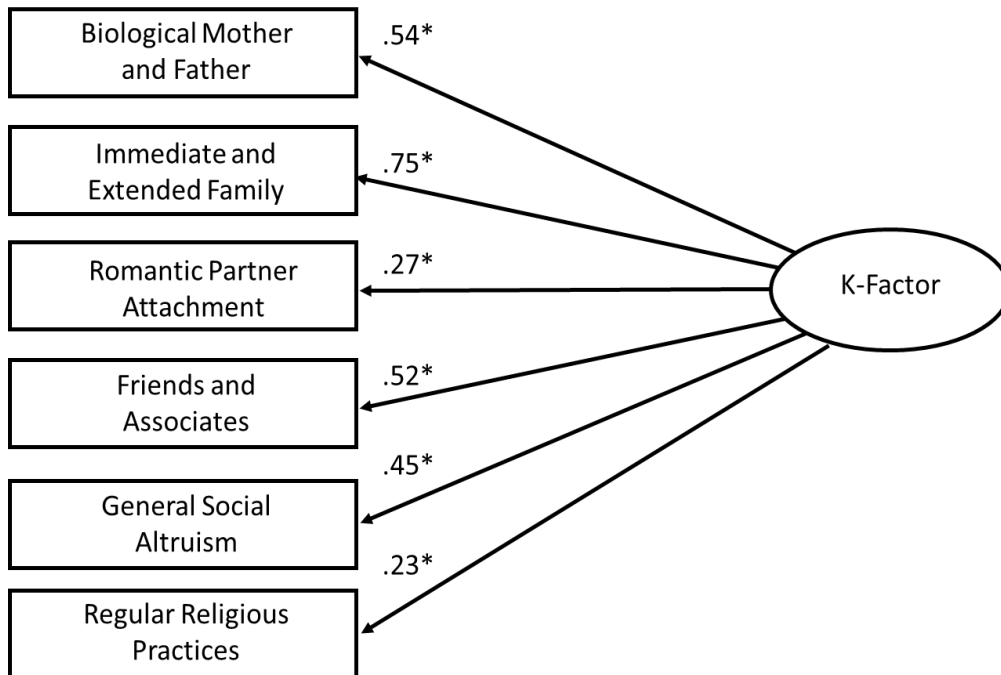 Biological Mother
and Father
.54*
Immediate and
Extended Family
.75*
Romantic Partner
Attachment
.27*
K-Factor
Friends and
Associates
.52*
General Social
Altruism
.45*
Regular Religious
Practices
.23*